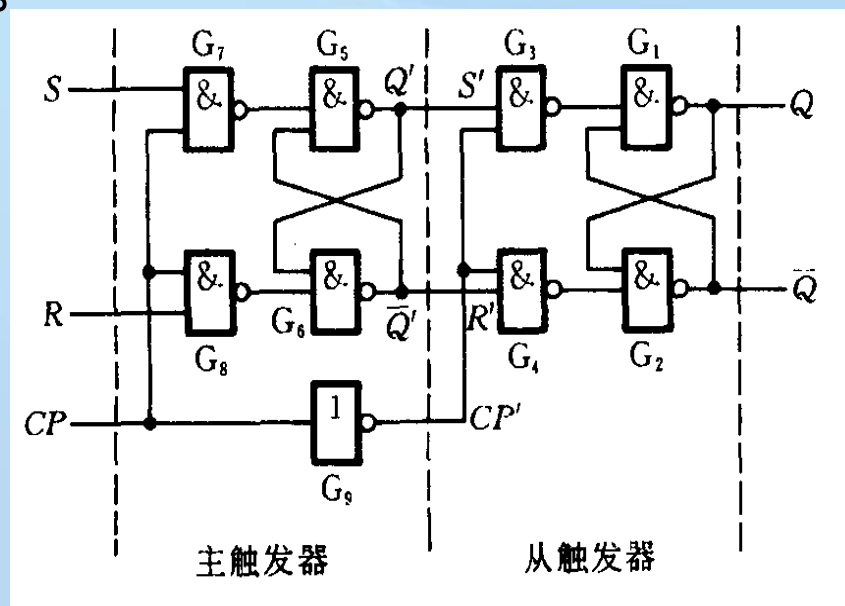 G₇ G₅ G₃ G₁
S & & Q′ S′ & & Q
R & & Q̅′ R′ & & Q̅
G₈ G₆ G₄ G₂
CP 1 CP′
G₉
主触发器 从触发器